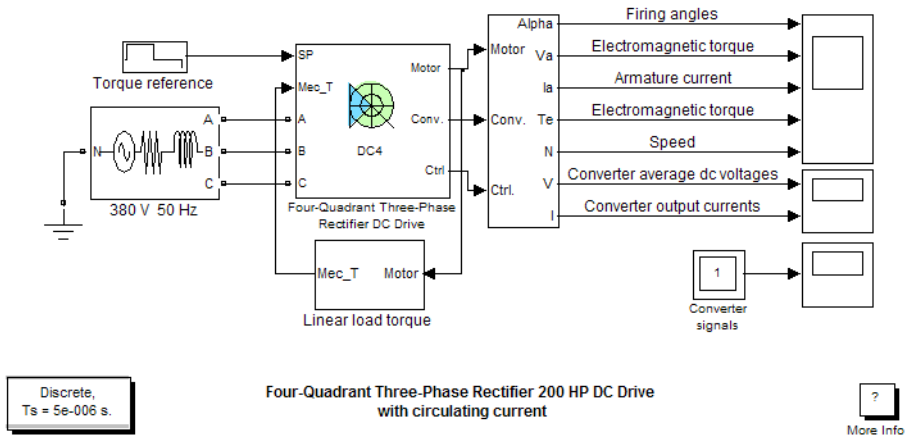 Alpha
Firing angles
SP
Motor
Motor
Va
Electromagnetic torque
Torque reference
Mec_T
Ia
Armature current
A
A
Conv.
Conv.
Te
Electromagnetic torque
N
B
B
DC4
N
Speed
C
C
Ctrl
Ctrl.
V
Converter average dc voltages
380 V  50 Hz
Four-Quadrant Three-Phase
Rectifier DC Drive
I
Converter output currents
Mec_T
Motor
1
Linear load torque
Converter
signals
Discrete,
Ts = 5e-006 s.
Four-Quadrant Three-Phase Rectifier 200 HP DC Drive
with circulating current
?
More Info